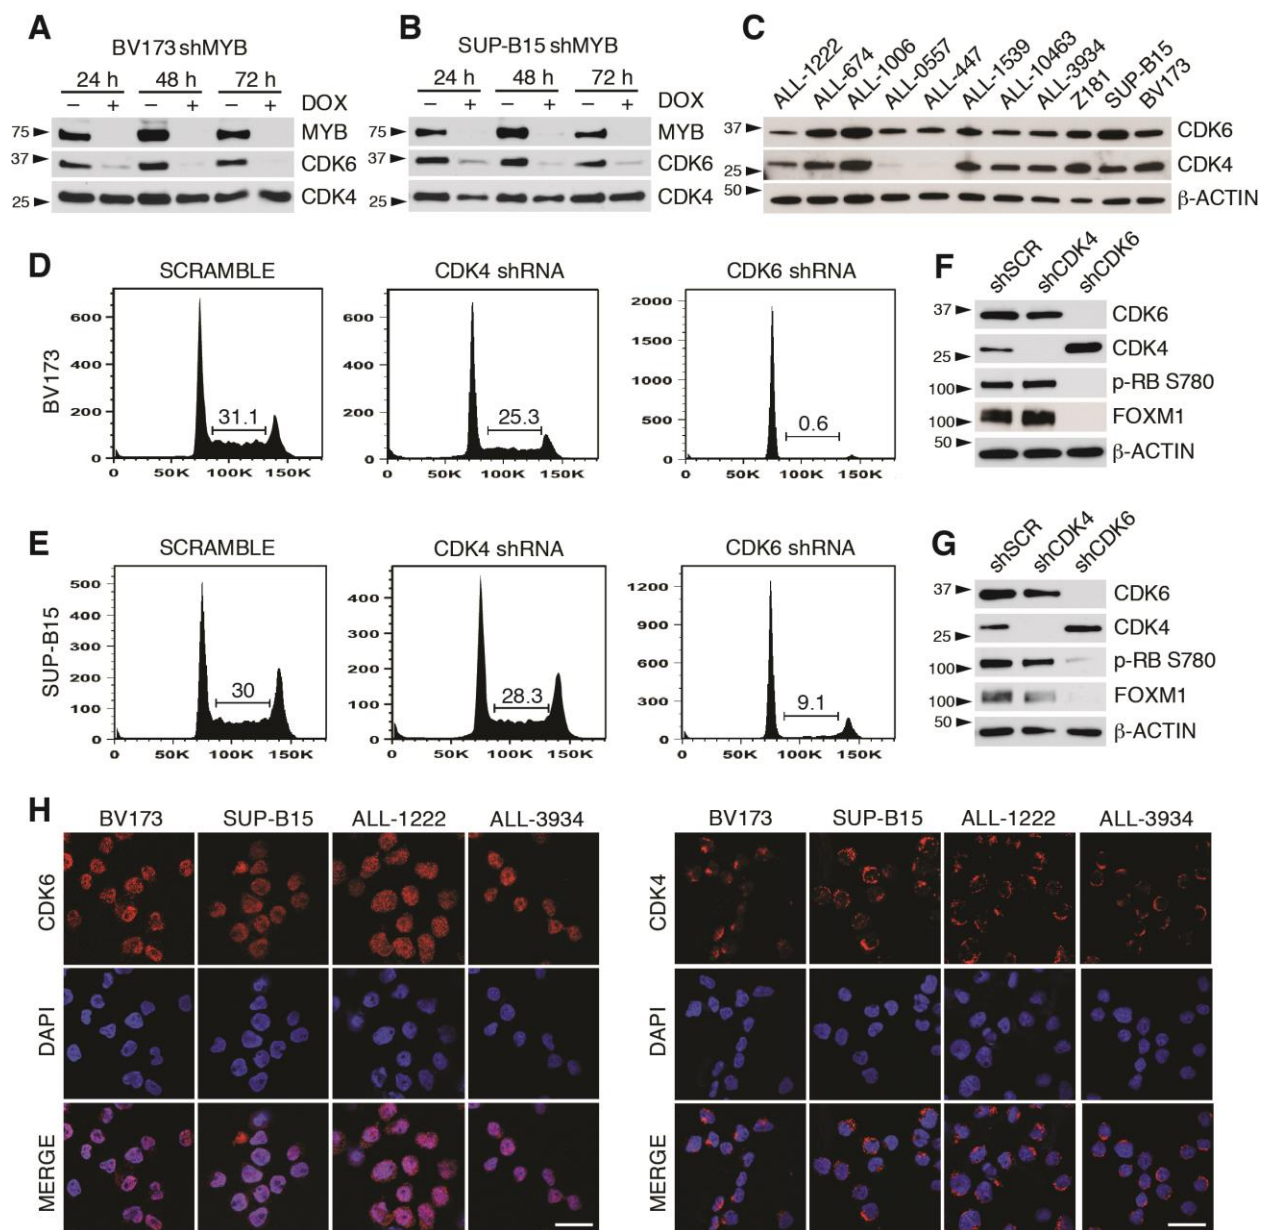 A
BV173 shMYB
24 h 48 h 72 h
– + – + – + DOX
75 MYB
37 CDK6
25 CDK4
B
SUP-B15 shMYB
24 h 48 h 72 h
– + – + – + DOX
75 MYB
37 CDK6
25 CDK4
C
ALL-1222 ALL-674 ALL-1006 ALL-0557 ALL-447 ALL-1539 ALL-10463 ALL-3934 Z181 SUP-B15 BV173
37 CDK6
25 CDK4
50 β-ACTIN
D
SCRAMBLE CDK4 shRNA CDK6 shRNA
BV173
600
400
200
0
31.1
0 50K 100K 150K
600
400
200
0
25.3
0 50K 100K 150K
2000
1500
1000
500
0
0.6
0 50K 100K 150K
E
SCRAMBLE CDK4 shRNA CDK6 shRNA
SUP-B15
500
400
300
200
100
0
30
0 50K 100K 150K
400
300
200
100
0
28.3
0 50K 100K 150K
1200
900
600
300
0
9.1
0 50K 100K 150K
F
shSCR shCDK4 shCDK6
37 CDK6
25 CDK4
100 p-RB S780
100 FOXM1
50 β-ACTIN
G
shSCR shCDK4 shCDK6
37 CDK6
25 CDK4
100 p-RB S780
100 FOXM1
50 β-ACTIN
H
BV173 SUP-B15 ALL-1222 ALL-3934
CDK6
DAPI
MERGE
BV173 SUP-B15 ALL-1222 ALL-3934
CDK4
DAPI
MERGE